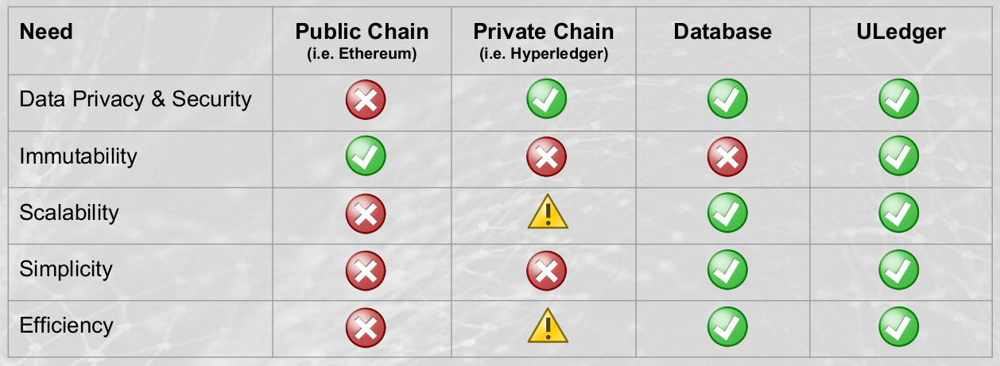 Need Public Chain Private Chain Database ULedger
(i.e. Ethereum) (i.e. Hyperledger)
Data Privacy & Security
Immutability
Scalability
Simplicity
Efficiency